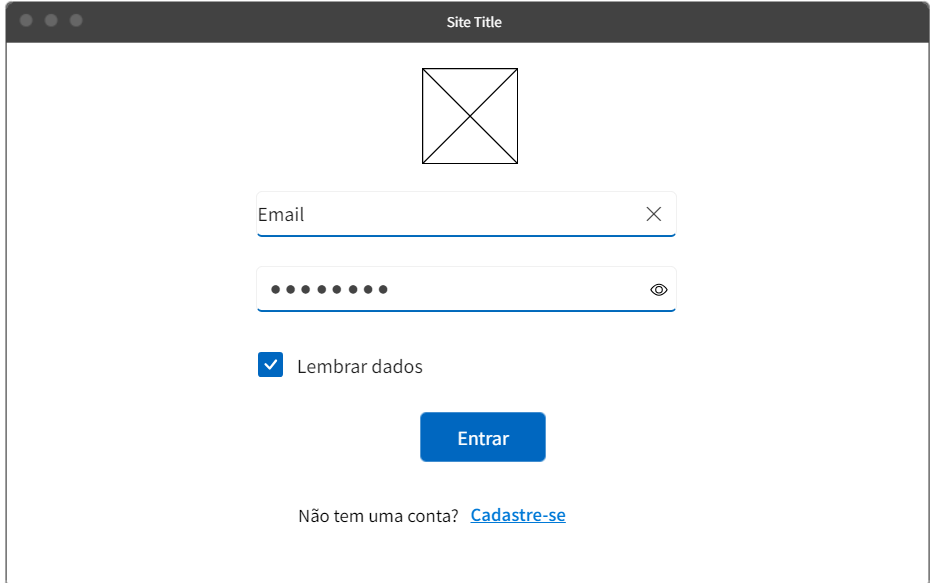 Site Title
Email
Lembrar dados
Entrar
Não tem uma conta? Cadastre-se